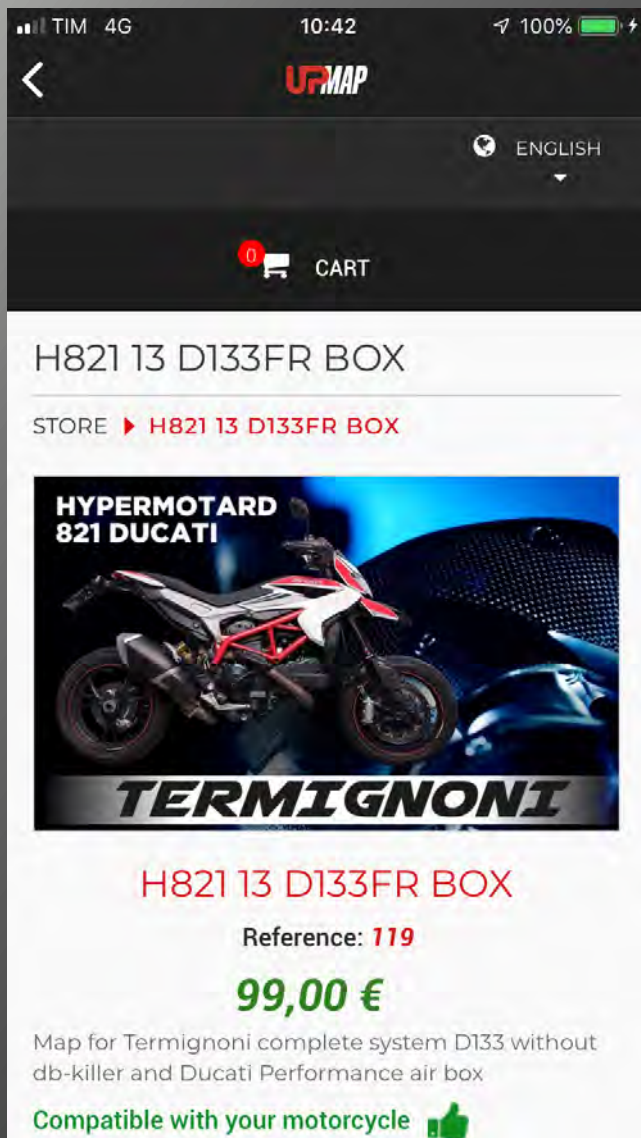 TIM 4G 10:42 100%
UPMAP
ENGLISH
0 CART
H821 13 D133FR BOX
STORE H821 13 D133FR BOX
HYPERMOTARD
821 DUCATI
TERMIGNONI
H821 13 D133FR BOX
Reference: 119
99,00 €
Map for Termignoni complete system D133 without
db-killer and Ducati Performance air box
Compatible with your motorcycle